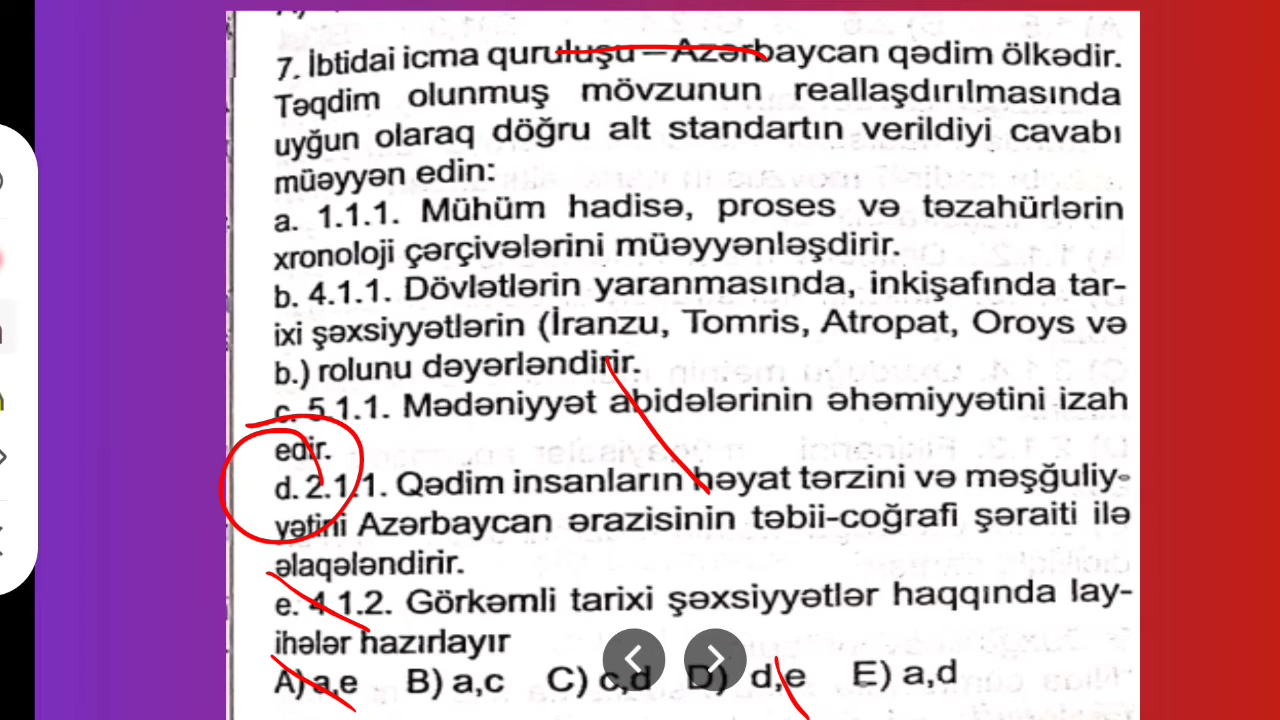 7. İbtidai icma quruluşu – Azərbaycan qədim ölkədir.
Təqdim olunmuş mövzunun reallaşdırılmasında
uyğun olaraq döğru alt standartın verildiyi cavabı
müəyyən edin:
a. 1.1.1. Mühüm hadisə, proses və təzahürlərin
xronoloji çərçivələrini müəyyənləşdirir.
b. 4.1.1. Dövlətlərin yaranmasında, inkişafında tar-
ixi şəxsiyyətlərin (İranzu, Tomris, Atropat, Oroys və
b.) rolunu dəyərləndirir.
c. 5.1.1. Mədəniyyət abidələrinin əhəmiyyətini izah
edir.
d. 2.1.1. Qədim insanların həyat tərzini və məşğuliy-
yətini Azərbaycan ərazisinin təbii-coğrafi şəraiti ilə
əlaqələndirir.
e. 4.1.2. Görkəmli tarixi şəxsiyyətlər haqqında lay-
ihələr hazırlayır
A) a,e B) a,c C) c,d D) d,e E) a,d